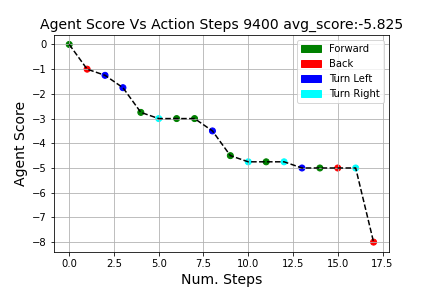 Agent Score Vs Action Steps 9400 avg_score:-5.825
Forward
Back
Turn Left
Turn Right
Agent Score
0
−1
−2
−3
−4
−5
−6
−7
−8
0.0 2.5 5.0 7.5 10.0 12.5 15.0 17.5
Num. Steps